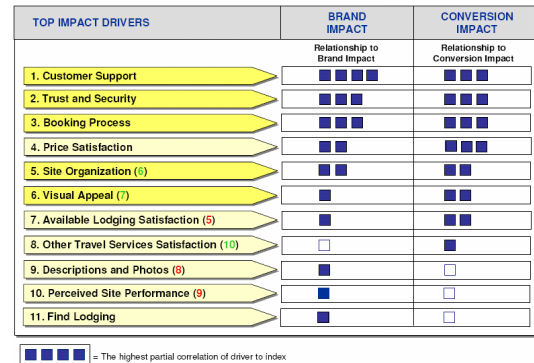 TOP IMPACT DRIVERS
BRAND IMPACT
CONVERSION IMPACT
Relationship to Brand Impact
Relationship to Conversion Impact
1. Customer Support
2. Trust and Security
3. Booking Process
4. Price Satisfaction
5. Site Organization (6)
6. Visual Appeal (7)
7. Available Lodging Satisfaction (5)
8. Other Travel Services Satisfaction (10)
9. Descriptions and Photos (8)
10. Perceived Site Performance (9)
11. Find Lodging
= The highest partial correlation of driver to index